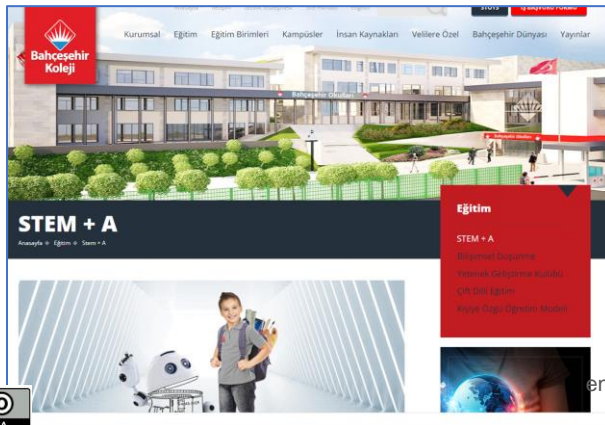 Bahçeşehir
Koleji
Kurumsal Eğitim Eğitim Birimleri Kampüsler İnsan Kaynakları Velilere Özel Bahçeşehir Dünyası Yayınlar
Bahçeşehir Okulları
STEM + A
Anasayfa Eğitim Stem + A
Eğitim
STEM + A
Bilişimsel Düşünme
Yetenek Geliştirme Kulübü
Çift Dilli Eğitim
Kişiye Özgü Öğretim Modeli
er